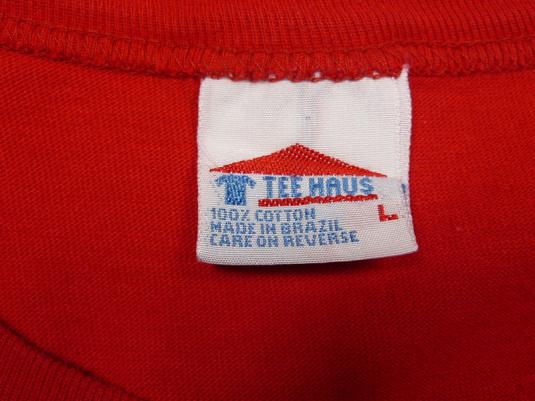 TEE HAUS
L
100% COTTON
MADE IN BRAZIL
CARE ON REVERSE